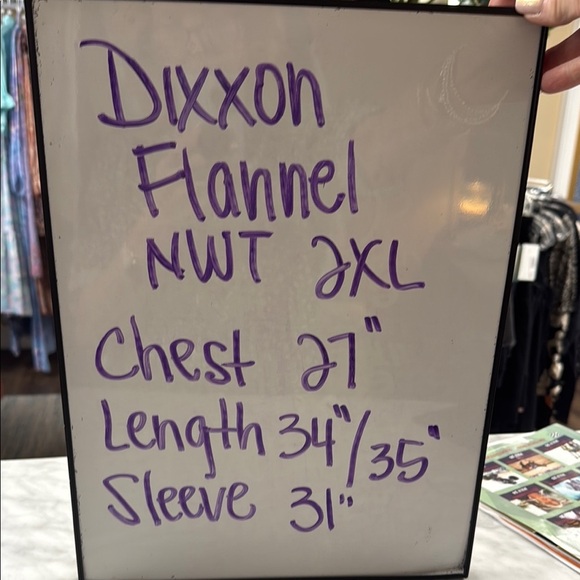 Dixxon
Flannel
NWT 2XL
Chest 27"
Length 34"/35"
Sleeve 31"